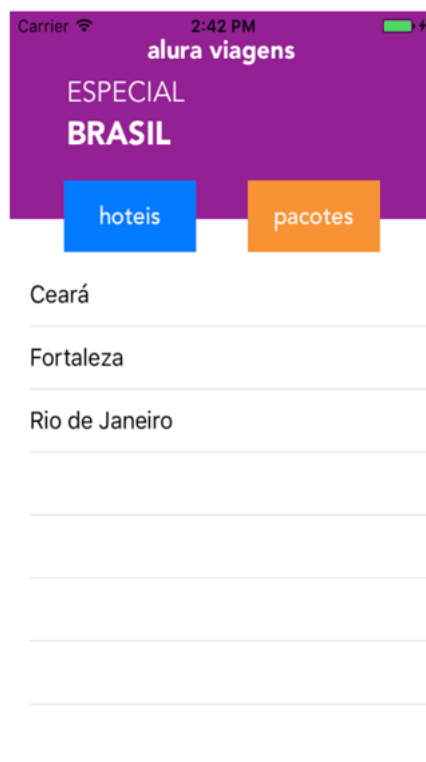 Carrier 2:42 PM
alura viagens
ESPECIAL
BRASIL
hoteis pacotes
Ceará
Fortaleza
Rio de Janeiro